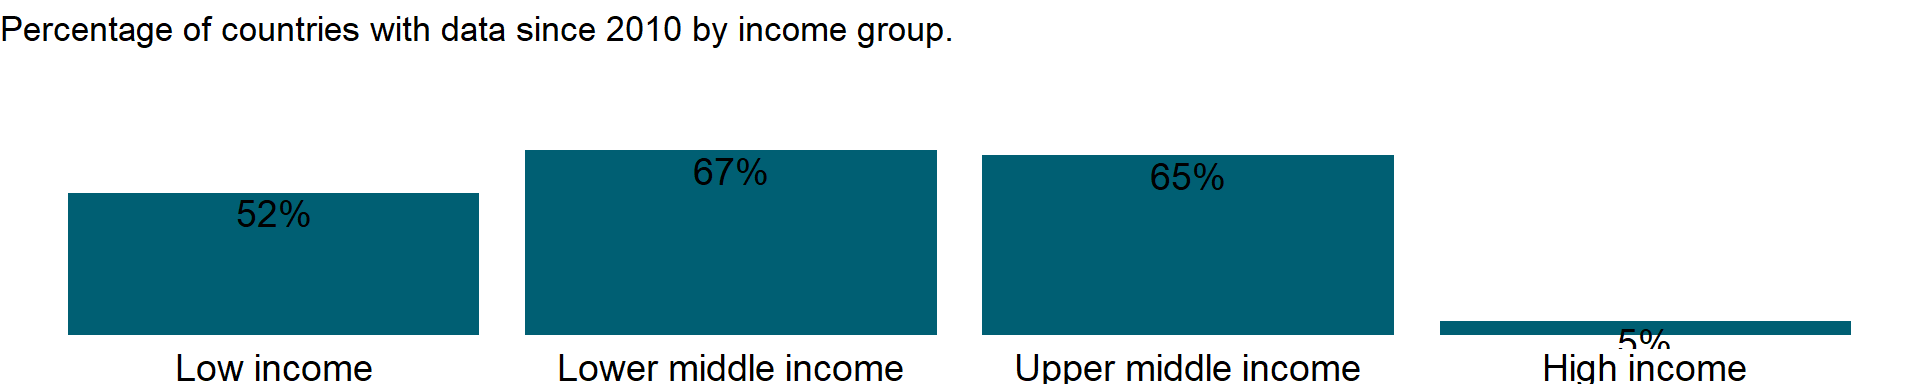 Percentage of countries with data since 2010 by income group.
52%
67%
65%
5%
Low income
Lower middle income
Upper middle income
High income